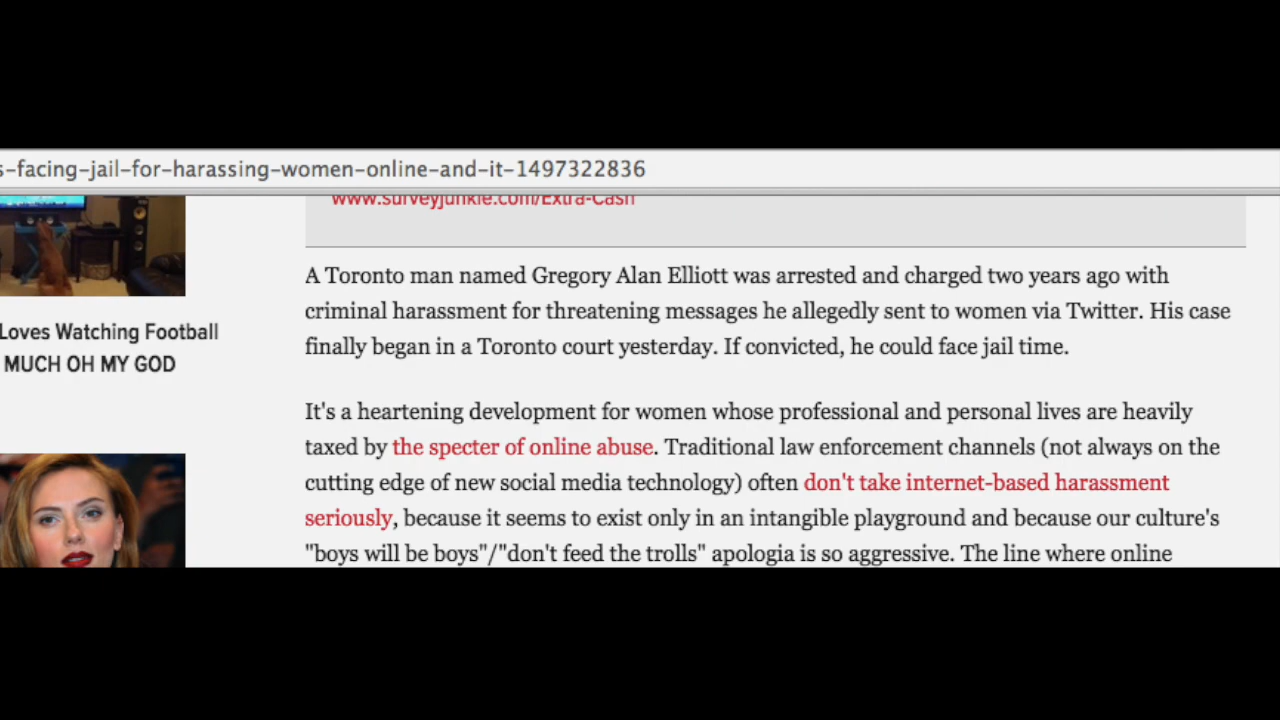 s-facing-jail-for-harassing-women-online-and-it-1497322836
www.surveyjunkie.com/Extra-Cash
A Toronto man named Gregory Alan Elliott was arrested and charged two years ago with
criminal harassment for threatening messages he allegedly sent to women via Twitter. His case
finally began in a Toronto court yesterday. If convicted, he could face jail time.
Loves Watching Football
MUCH OH MY GOD
It's a heartening development for women whose professional and personal lives are heavily
taxed by the specter of online abuse. Traditional law enforcement channels (not always on the
cutting edge of new social media technology) often don't take internet-based harassment
seriously, because it seems to exist only in an intangible playground and because our culture's
"boys will be boys"/"don't feed the trolls" apologia is so aggressive. The line where online